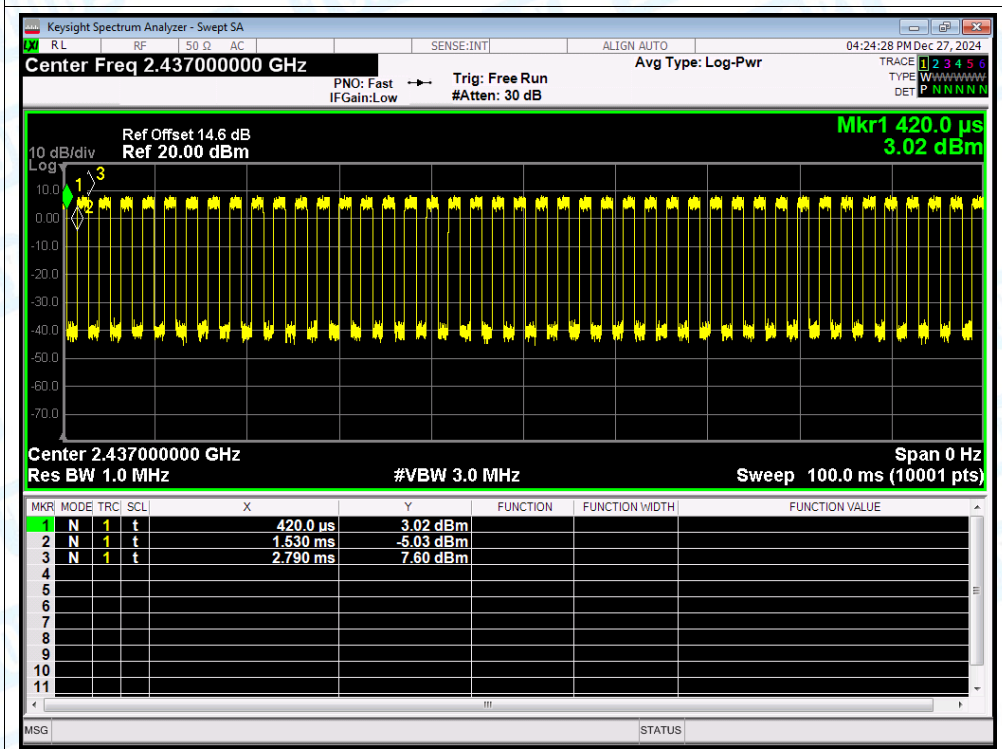 Keysight Spectrum Analyzer - Swept SA
LXI RL RF 50 Ω AC SENSE:INT ALIGN AUTO 04:24:28 PM Dec 27, 2024
Center Freq 2.437000000 GHz Avg Type: Log-Pwr TRACE 1 2 3 4 5 6
PNO: Fast Trig: Free Run TYPE WWWWWW
IFGain:Low #Atten: 30 dB DET P N N N N N
Mkr1 420.0 µs
Ref Offset 14.6 dB
10 dB/div Ref 20.00 dBm 3.02 dBm
Log
1 3
10.0
2
0.00
-10.0
-20.0
-30.0
-40.0
-50.0
-60.0
-70.0
Center 2.437000000 GHz Span 0 Hz
Res BW 1.0 MHz #VBW 3.0 MHz Sweep 100.0 ms (10001 pts)
MKR MODE TRC SCL X Y FUNCTION FUNCTION WIDTH FUNCTION VALUE
1 N 1 t 420.0 µs 3.02 dBm
2 N 1 t 1.530 ms -5.03 dBm
3 N 1 t 2.790 ms 7.60 dBm
4
5
6
7
8
9
10
11
MSG STATUS